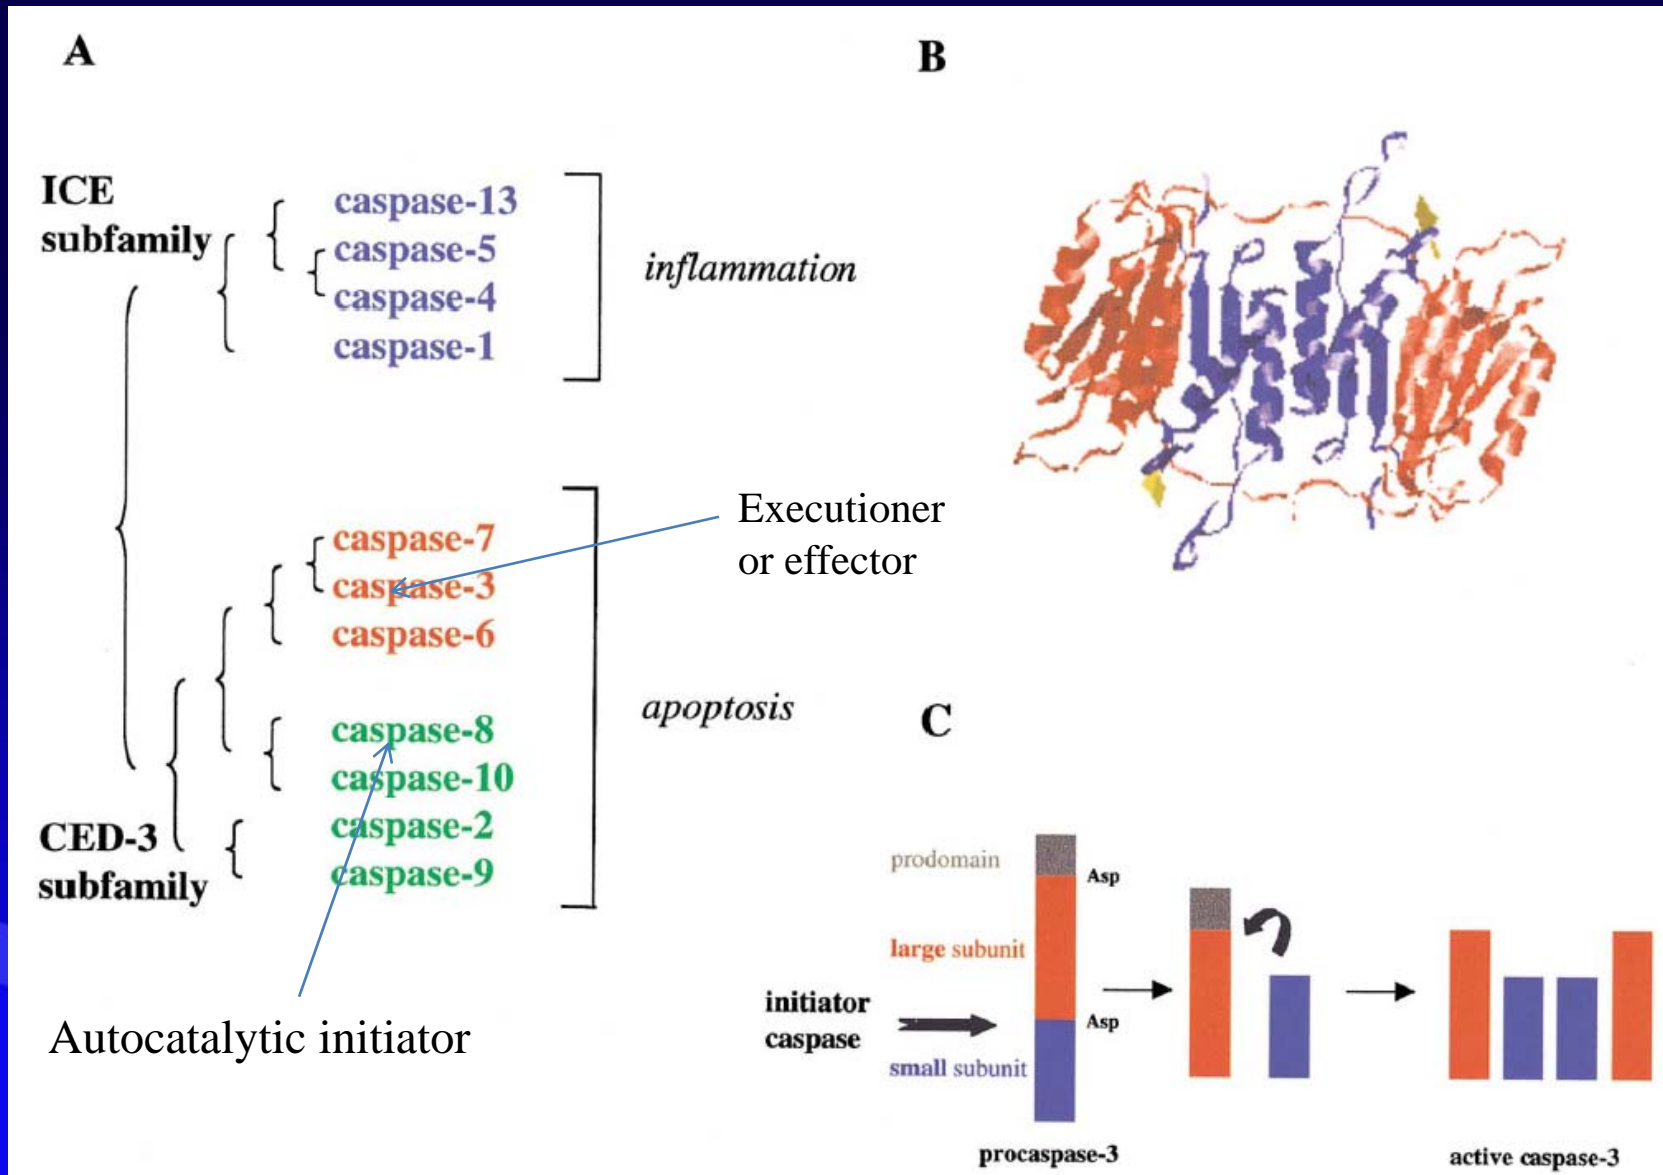 A
ICE
subfamily
caspase-13
caspase-5
caspase-4
caspase-1
inflammation
caspase-7
caspase-3
caspase-6
caspase-8
caspase-10
caspase-2
caspase-9
apoptosis
CED-3
subfamily
Executioner
or effector
Autocatalytic initiator
B
C
prodomain
Asp
large subunit
initiator
caspase
Asp
small subunit
procaspase-3
active caspase-3